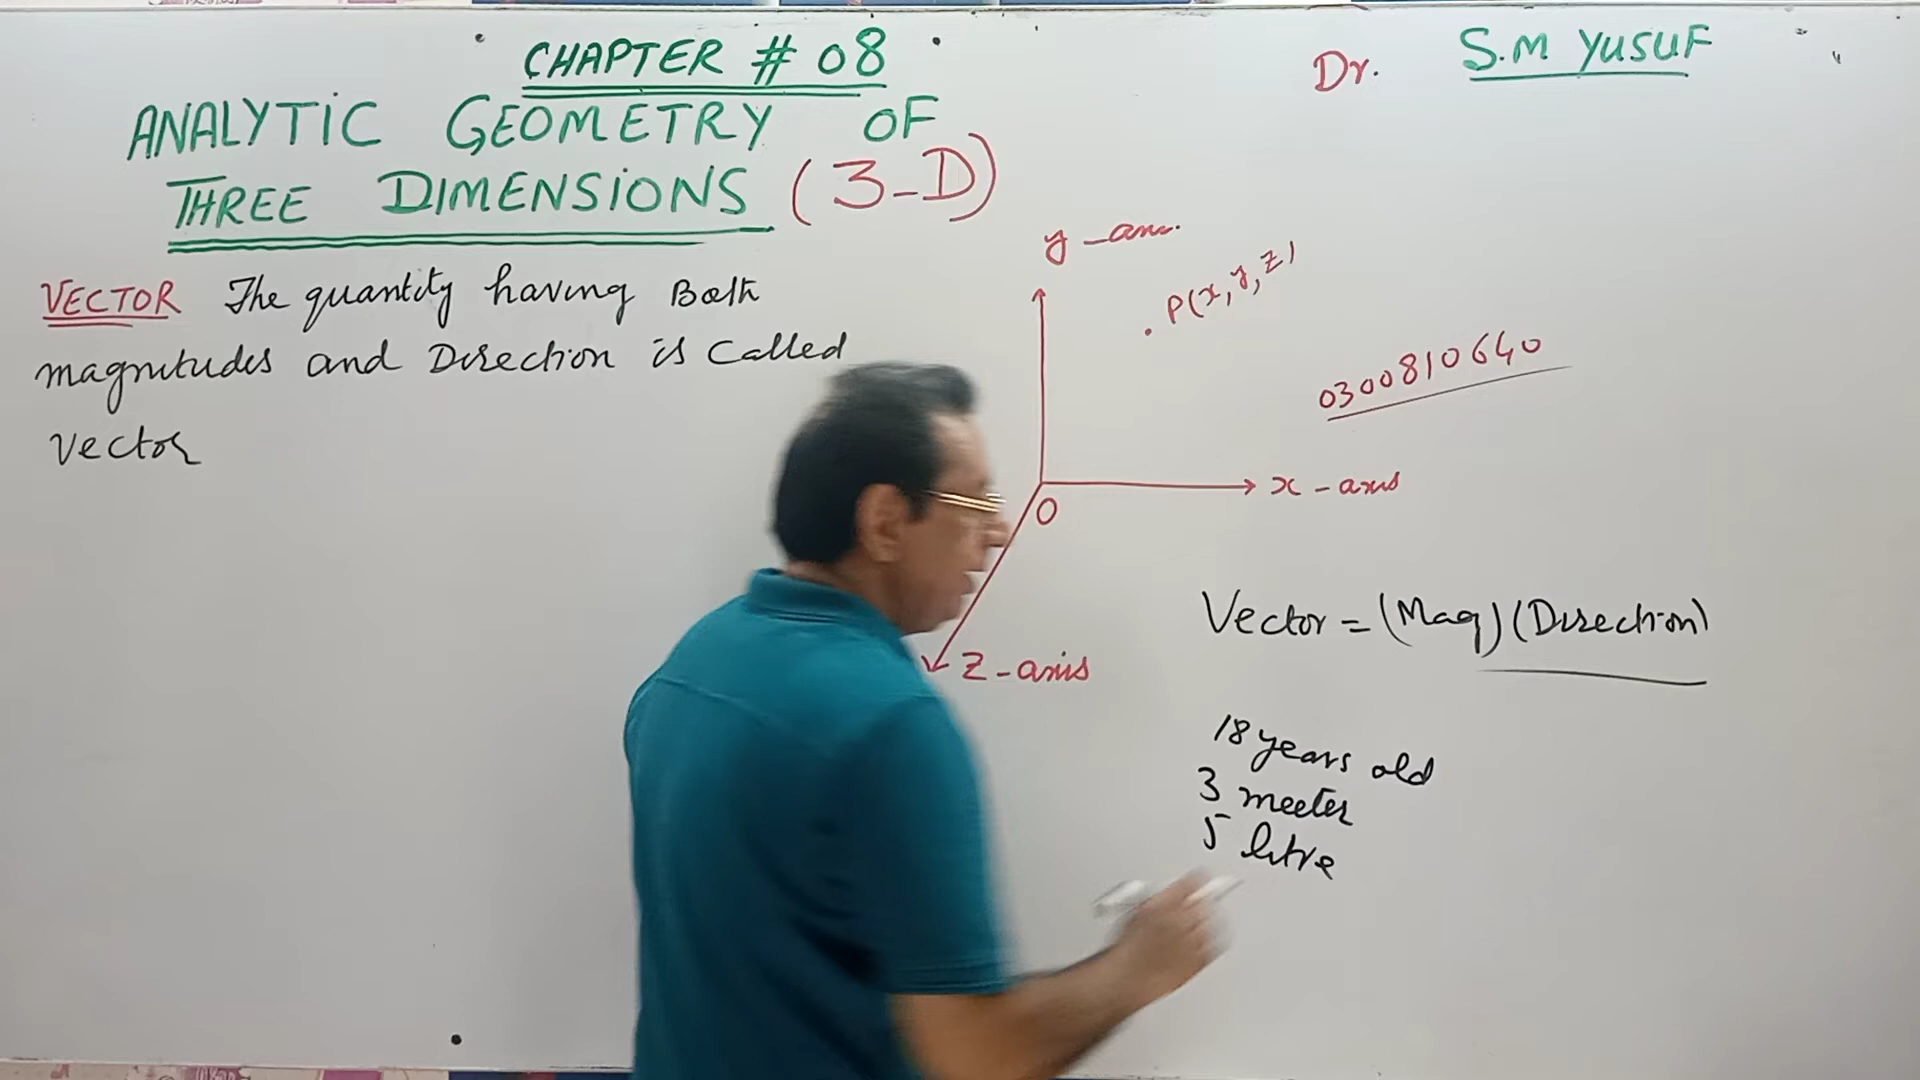 CHAPTER # 08
Dr. S.M YUSUF
ANALYTIC GEOMETRY OF
THREE DIMENSIONS (3-D)
VECTOR The quantity having Both
magnitudes and Direction is Called
Vector
y-axis
P(x, y, z)
0300810640
x-axis
O
z-axis
Vector = (Mag)(Direction)
18 years old
3 meeter
5 litre